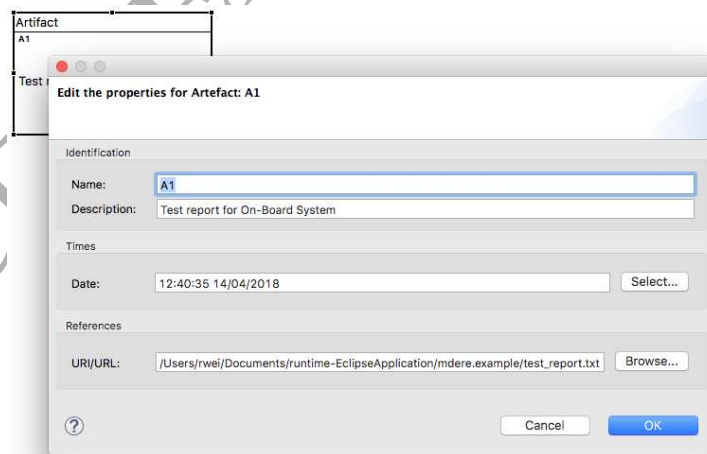 Artifact
A1
Test
Edit the properties for Artefact: A1
Identification
Name: A1
Description: Test report for On-Board System
Times
Date: 12:40:35 14/04/2018 Select...
References
URI/URL: /Users/rwei/Documents/runtime-EclipseApplication/mdere.example/test_report.txt Browse...
? Cancel OK